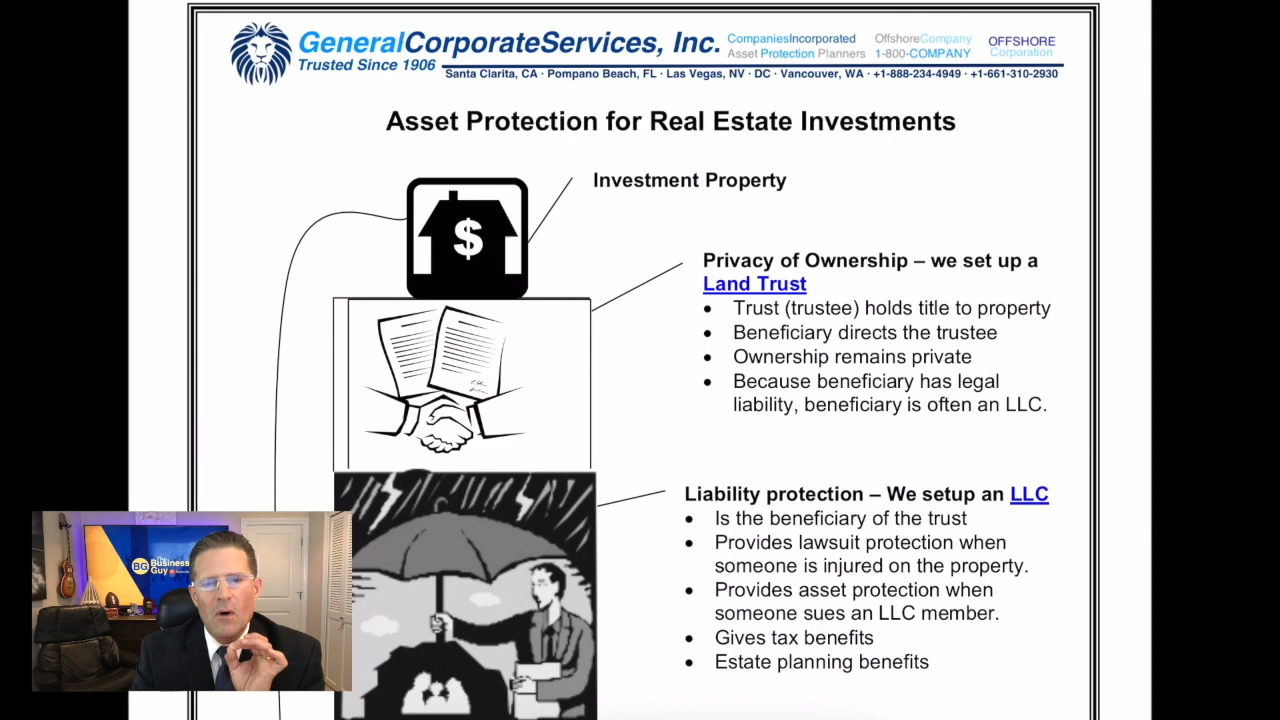 GeneralCorporateServices, Inc.
Trusted Since 1906
CompaniesIncorporated
Asset Protection Planners
OffshoreCompany
1-800-COMPANY
OFFSHORE
Corporation
Santa Clarita, CA · Pompano Beach, FL · Las Vegas, NV · DC · Vancouver, WA · +1-888-234-4949 · +1-661-310-2930
Asset Protection for Real Estate Investments
Investment Property
$
Privacy of Ownership – we set up a
Land Trust
• Trust (trustee) holds title to property
• Beneficiary directs the trustee
• Ownership remains private
• Because beneficiary has legal
liability, beneficiary is often an LLC.
Liability protection – We setup an LLC
• Is the beneficiary of the trust
• Provides lawsuit protection when
someone is injured on the property.
• Provides asset protection when
someone sues an LLC member.
• Gives tax benefits
• Estate planning benefits
BG
The
Business
Guy